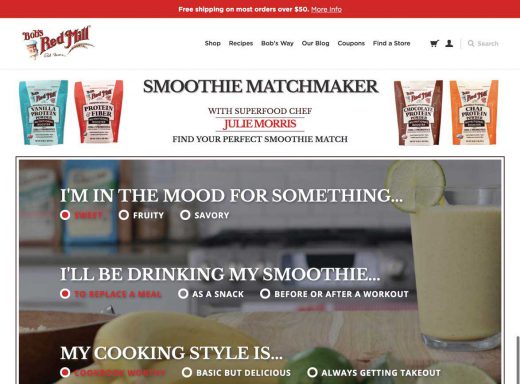 Free shipping on most orders over $50. More Info
Bob's
Red Mill
Shop Recipes Bob's Way Our Blog Coupons Find a Store Search
SMOOTHIE MATCHMAKER
WITH SUPERFOOD CHEF
JULIE MORRIS
FIND YOUR PERFECT SMOOTHIE MATCH
VANILLA
PROTEIN
POWDER
PROTEIN
& FIBER
CHOCOLATE
PROTEIN
POWDER
CHAI
PROTEIN
POWDER
I'M IN THE MOOD FOR SOMETHING...
SWEET FRUITY SAVORY
I'LL BE DRINKING MY SMOOTHIE...
TO REPLACE A MEAL AS A SNACK BEFORE OR AFTER A WORKOUT
MY COOKING STYLE IS...
COOKBOOK WORTHY BASIC BUT DELICIOUS ALWAYS GETTING TAKEOUT